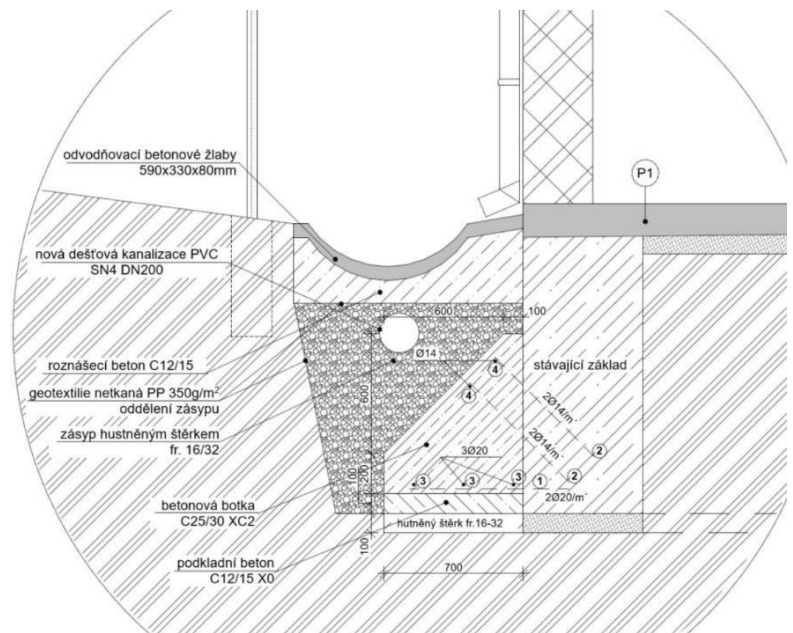 odvodňovací betonové žlaby
590x330x80mm
P1
nová dešťová kanalizace PVC
SN4 DN200
600
100
roznášecí beton C12/15
Ø14
stávající základ
geotextilie netkaná PP 350g/m²
oddělení zásypu
4
4
600
zásyp hustněným štěrkem
fr. 16/32
2Ø14/m´
2Ø14/m´
2
3Ø20
3
3
3
1
2
2Ø20/m´
200
100
betonová botka
C25/30 XC2
hutněný štěrk fr.16-32
100
podkladní beton
C12/15 X0
700